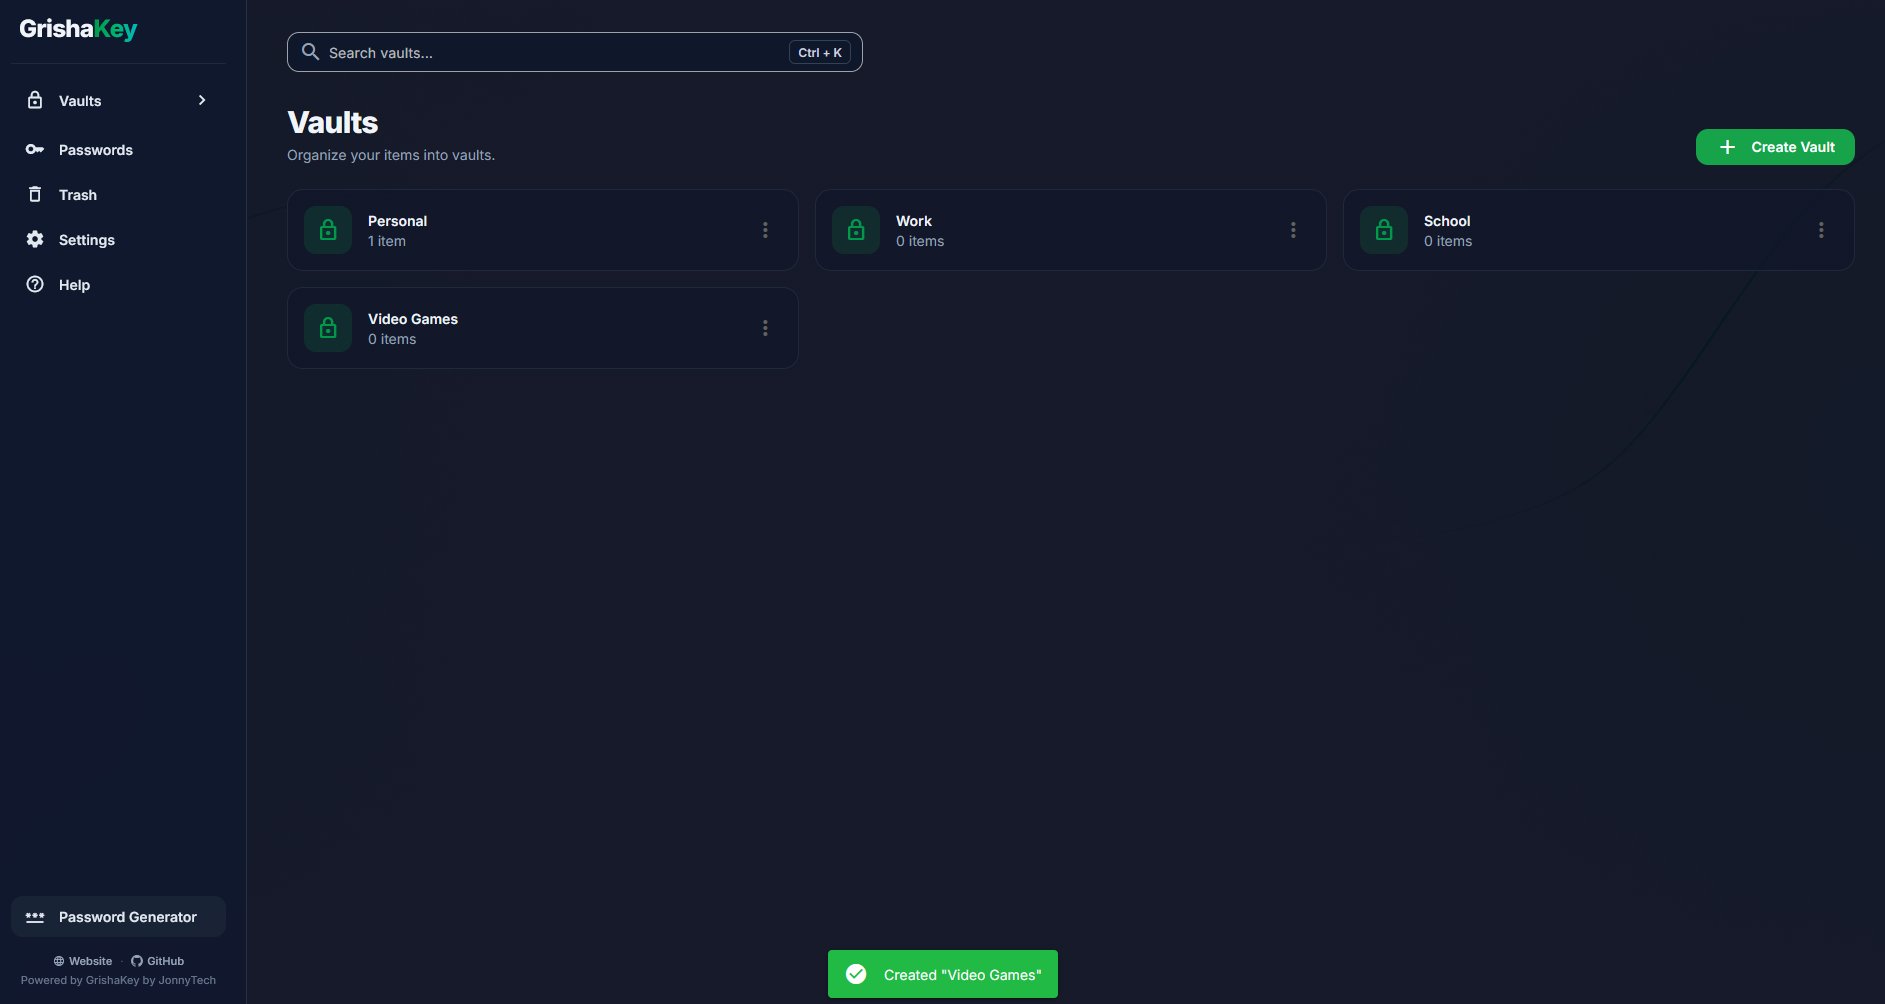 GrishaKey
Vaults
Passwords
Trash
Settings
Help
Password Generator
Website · GitHub
Powered by GrishaKey by JonnyTech
Search vaults...
Ctrl + K
Vaults
Organize your items into vaults.
Create Vault
Personal
1 item
Work
0 items
School
0 items
Video Games
0 items
Created "Video Games"